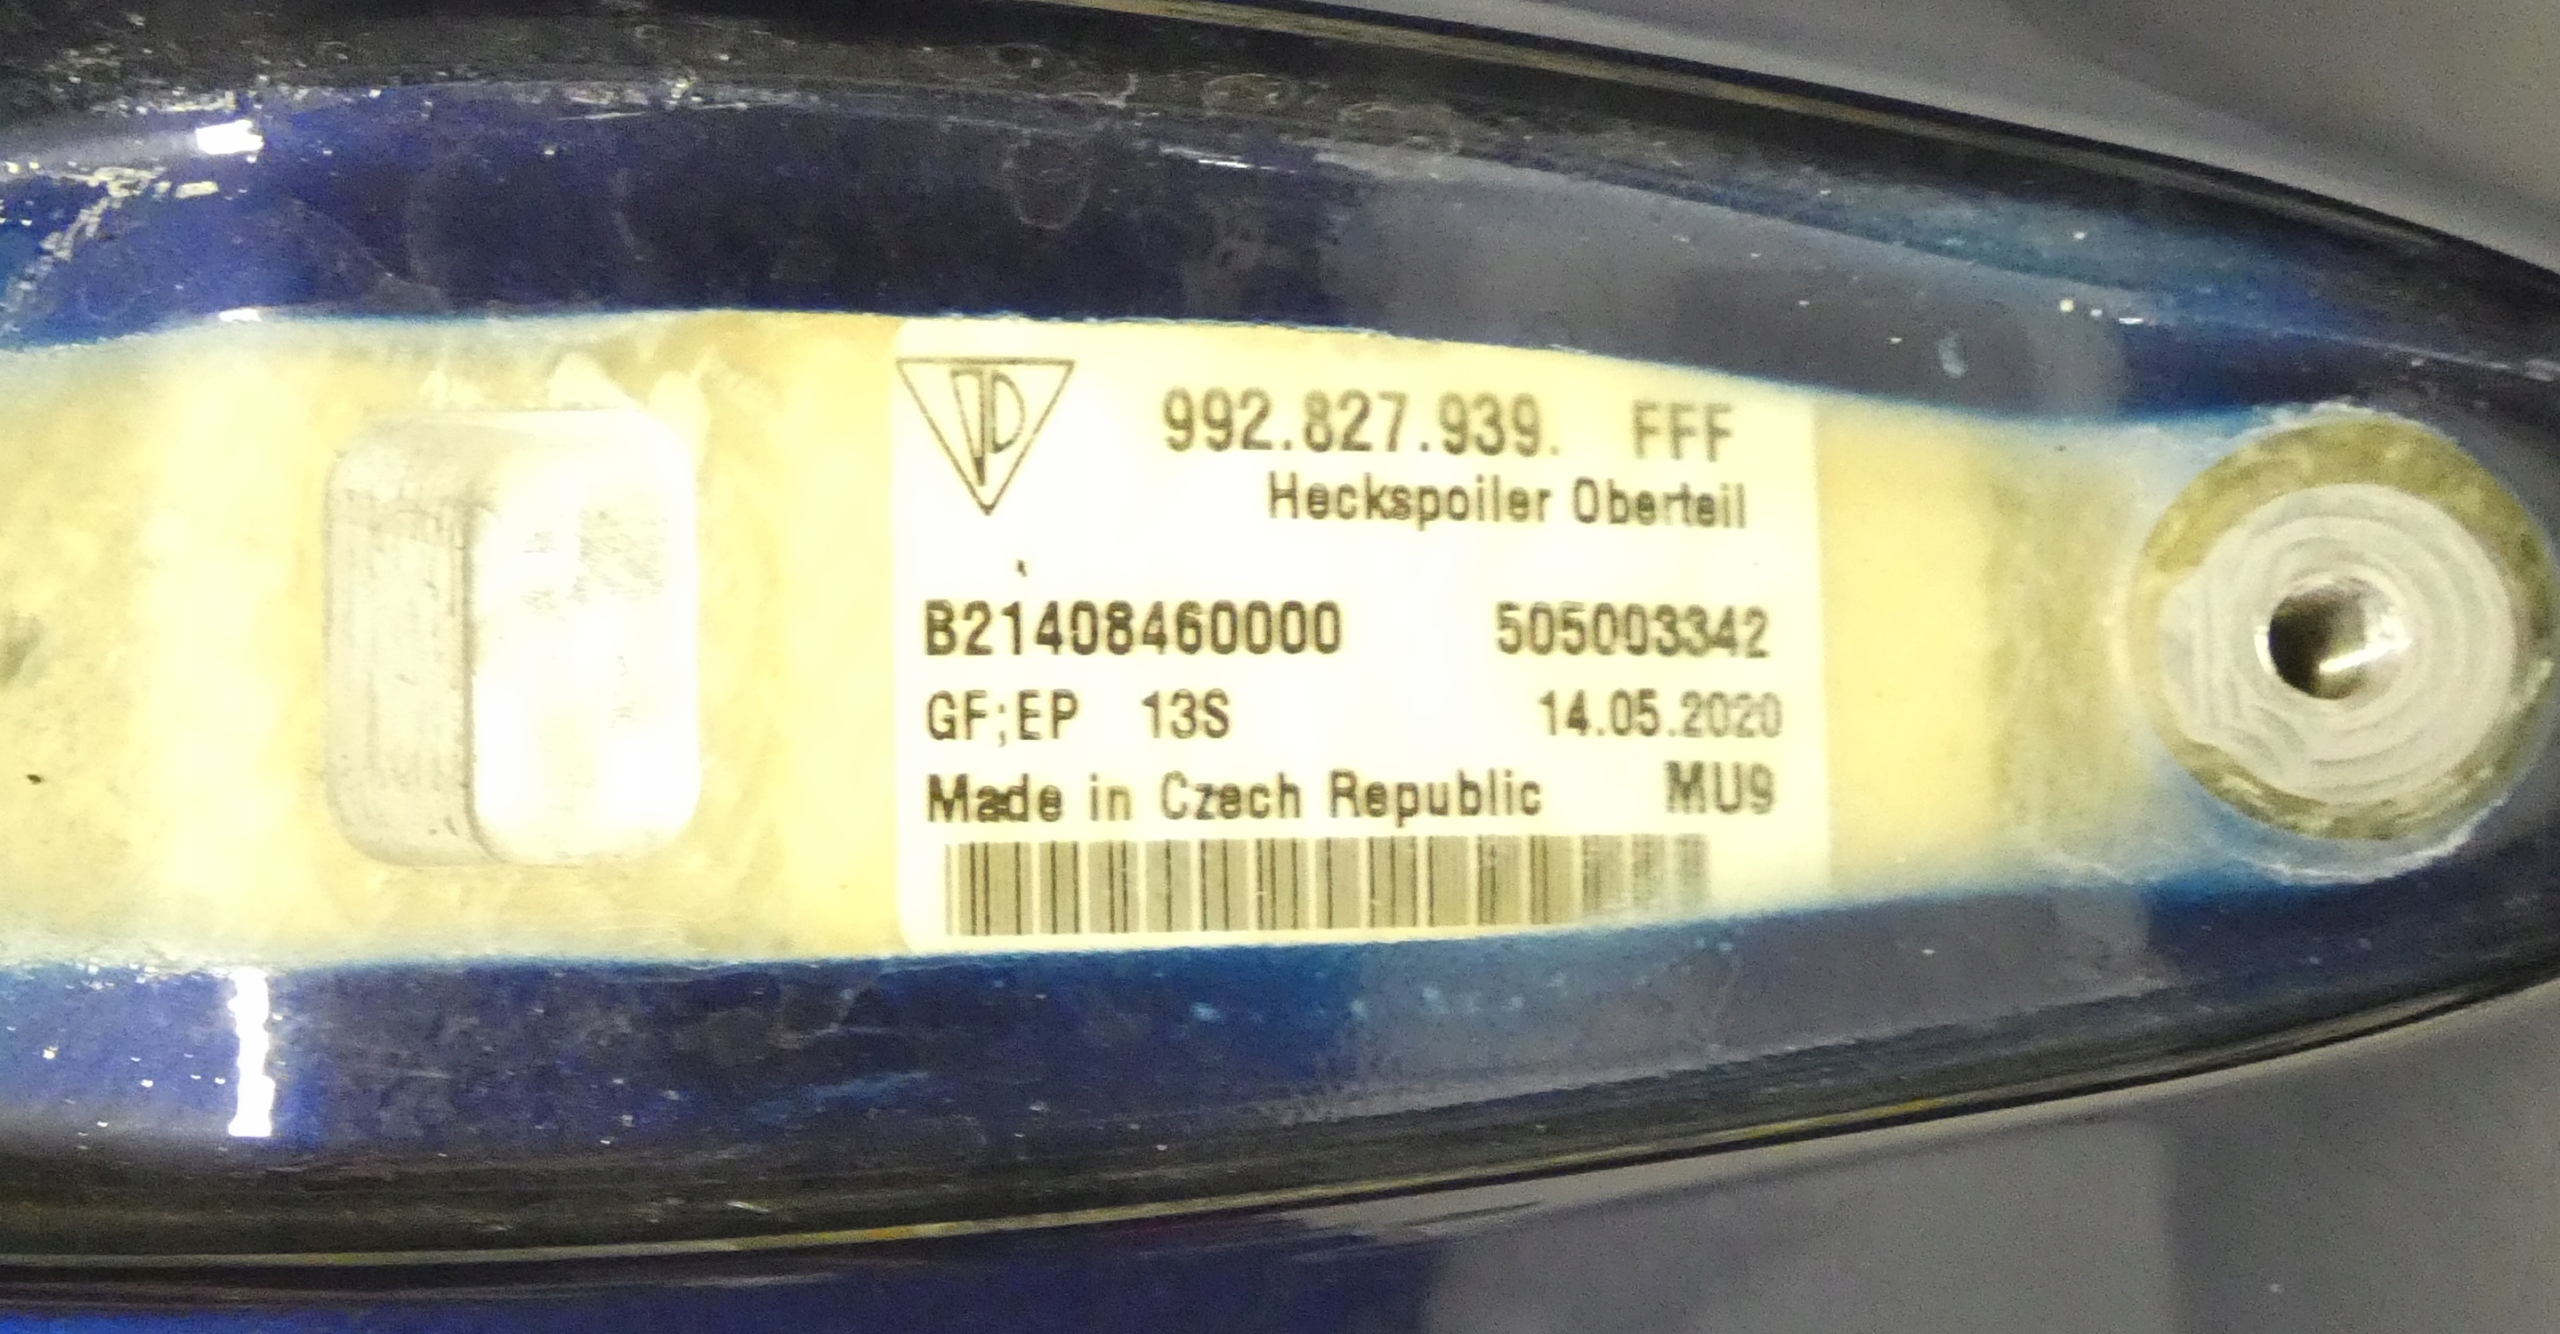 992.827.939. FFF
Heckspoiler Oberteil
B21408460000 505003342
GF;EP 13S 14.05.2020
Made in Czech Republic MU9